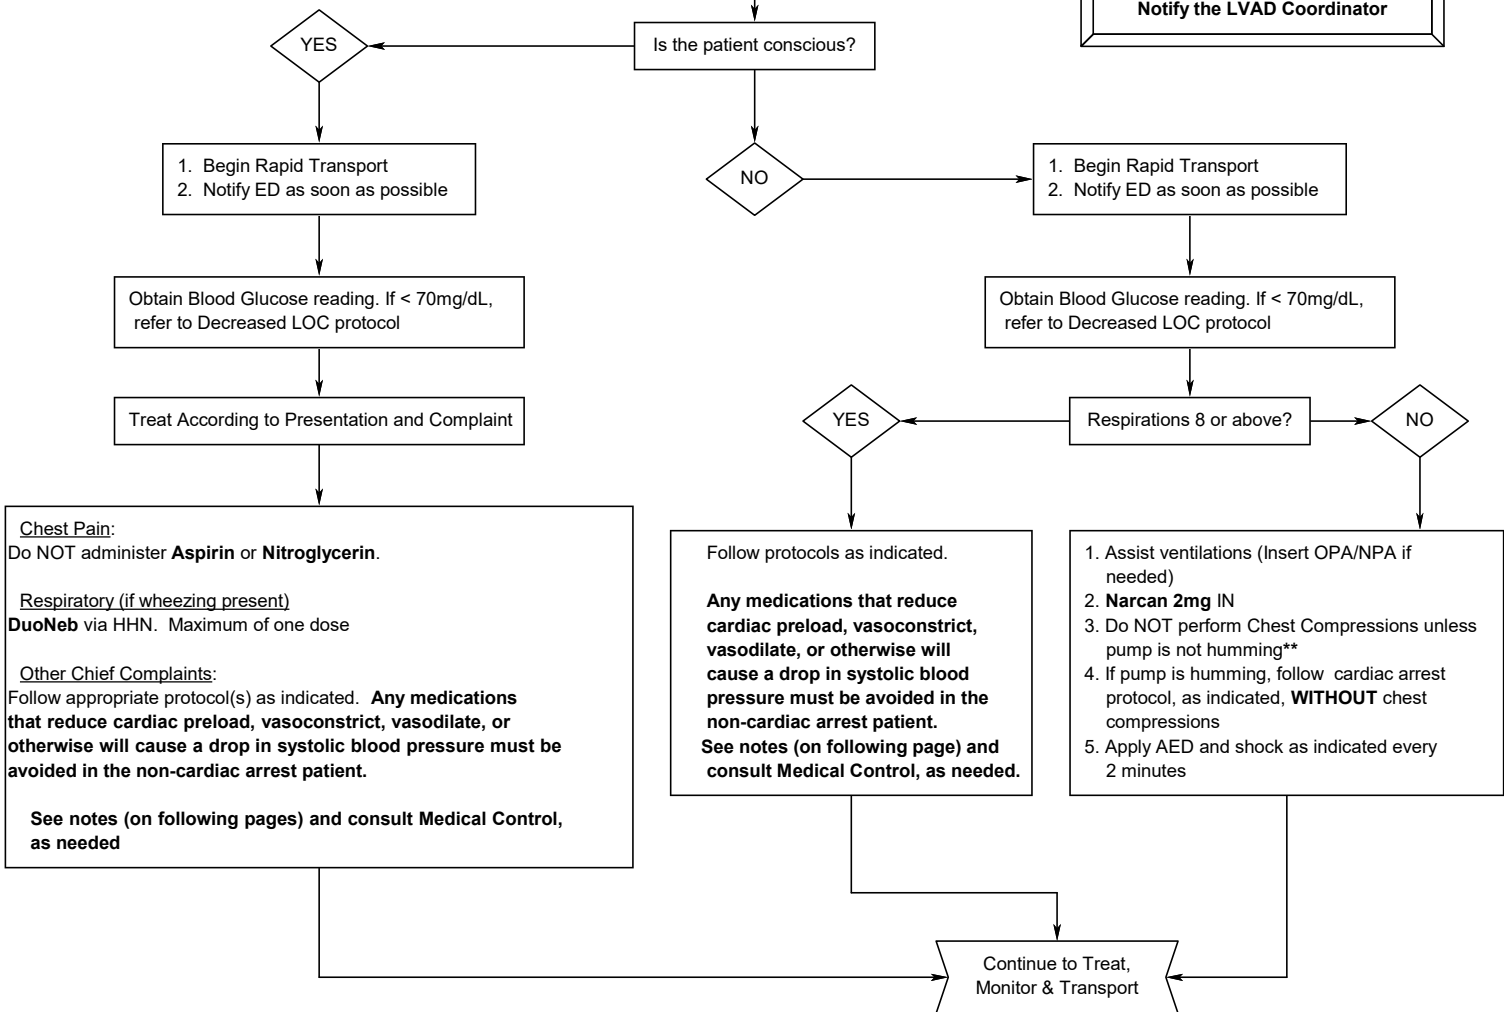 Notify the LVAD Coordinator
YES
Is the patient conscious?
1. Begin Rapid Transport
2. Notify ED as soon as possible
NO
1. Begin Rapid Transport
2. Notify ED as soon as possible
Obtain Blood Glucose reading. If < 70mg/dL,
refer to Decreased LOC protocol
Obtain Blood Glucose reading. If < 70mg/dL,
refer to Decreased LOC protocol
Treat According to Presentation and Complaint
YES
Respirations 8 or above?
NO
Chest Pain:
Do NOT administer Aspirin or Nitroglycerin.
Respiratory (if wheezing present)
DuoNeb via HHN. Maximum of one dose
Other Chief Complaints:
Follow appropriate protocol(s) as indicated. Any medications
that reduce cardiac preload, vasoconstrict, vasodilate, or
otherwise will cause a drop in systolic blood pressure must be
avoided in the non-cardiac arrest patient.
See notes (on following pages) and consult Medical Control,
as needed
Follow protocols as indicated.
Any medications that reduce
cardiac preload, vasoconstrict,
vasodilate, or otherwise will
cause a drop in systolic blood
pressure must be avoided in the
non-cardiac arrest patient.
See notes (on following page) and
consult Medical Control, as needed.
1. Assist ventilations (Insert OPA/NPA if
needed)
2. Narcan 2mg IN
3. Do NOT perform Chest Compressions unless
pump is not humming**
4. If pump is humming, follow cardiac arrest
protocol, as indicated, WITHOUT chest
compressions
5. Apply AED and shock as indicated every
2 minutes
Continue to Treat,
Monitor & Transport